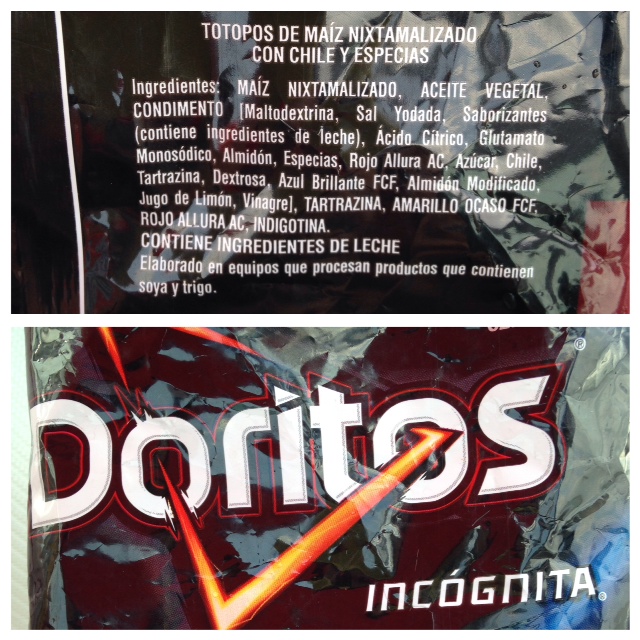 TOTOPOS DE MAÍZ NIXTAMALIZADO
CON CHILE Y ESPECIAS
Ingredientes: MAÍZ NIXTAMALIZADO, ACEITE VEGETAL,
CONDIMENTO [Maltodextrina, Sal Yodada, Saborizantes
(contiene ingredientes de leche), Ácido Cítrico, Glutamato
Monosódico, Almidón, Especias, Rojo Allura AC, Azúcar, Chile,
Tartrazina, Dextrosa, Azul Brillante FCF, Almidón Modificado,
Jugo de Limón, Vinagre], TARTRAZINA, AMARILLO OCASO FCF,
ROJO ALLURA AC, INDIGOTINA.
CONTIENE INGREDIENTES DE LECHE
Elaborado en equipos que procesan productos que contienen
soya y trigo.
Doritos®
INCÓGNITA®